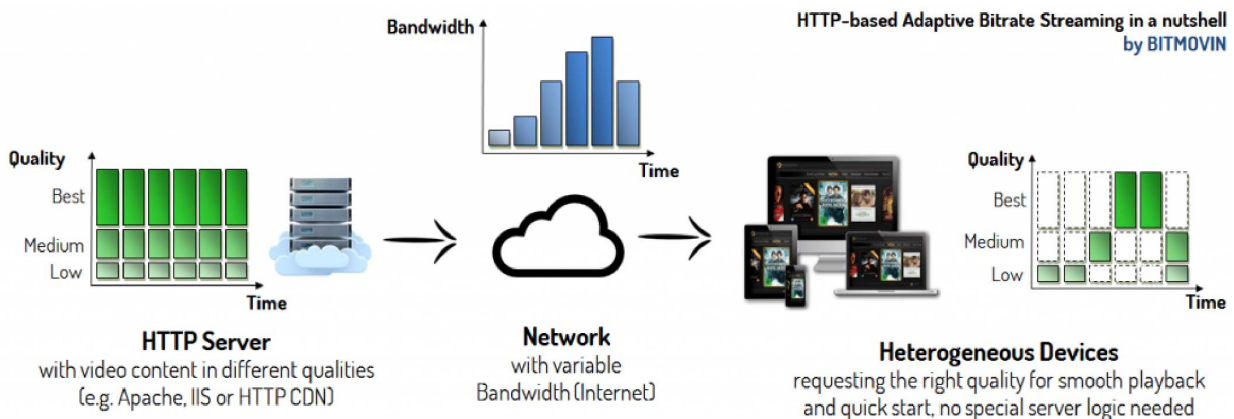 HTTP-based Adaptive Bitrate Streaming in a nutshell
by BITMOVIN
Bandwidth
Time
Quality
Best
Medium
Low
Time
Quality
Best
Medium
Low
Time
HTTP Server
with video content in different qualities
(e.g. Apache, IIS or HTTP CDN)
Network
with variable
Bandwidth (Internet)
Heterogeneous Devices
requesting the right quality for smooth playback
and quick start, no special server logic needed